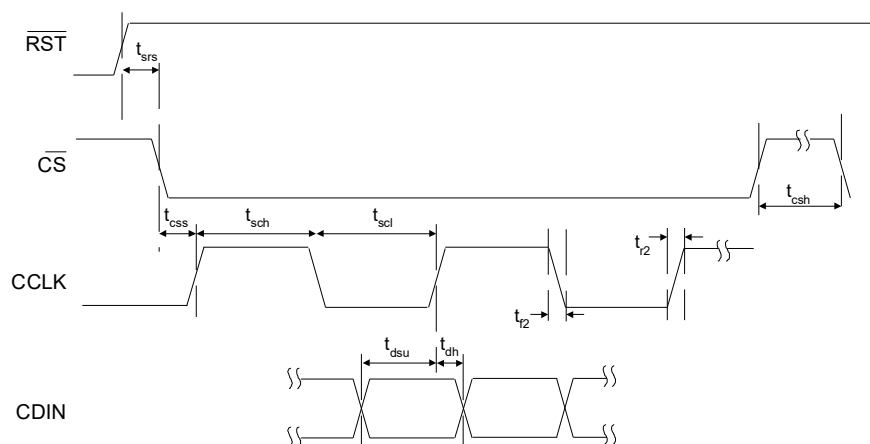 RST
t_srs
CS
t_csh
t_css t_sch t_scl
t_r2
CCLK
t_f2
t_dsu t_dh
CDIN